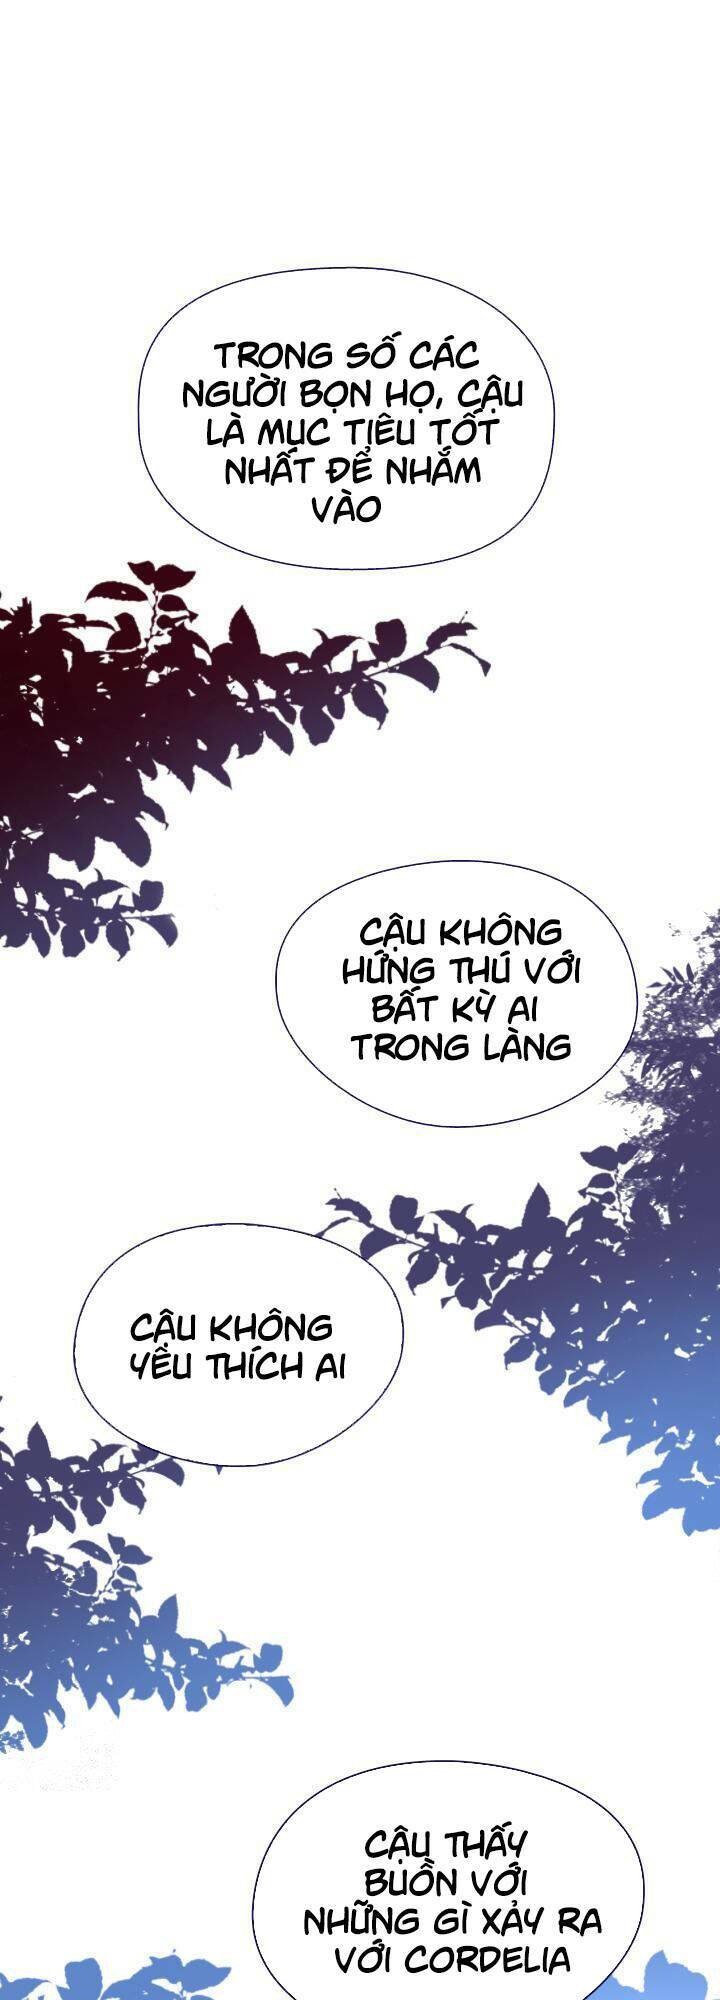 TRONG SỐ CÁC
NGƯỜI BỌN HỌ, CẬU
LÀ MỤC TIÊU TỐT
NHẤT ĐỂ NHẮM
VÀO
CẬU KHÔNG
HỨNG THÚ VỚI
BẤT KỲ AI
TRONG LÀNG
CẬU KHÔNG
YỀU THÍCH AI
CẬU THẤY
BUỒN VỚI
NHỮNG GÌ XẢY RA
VỚI CORDELIA